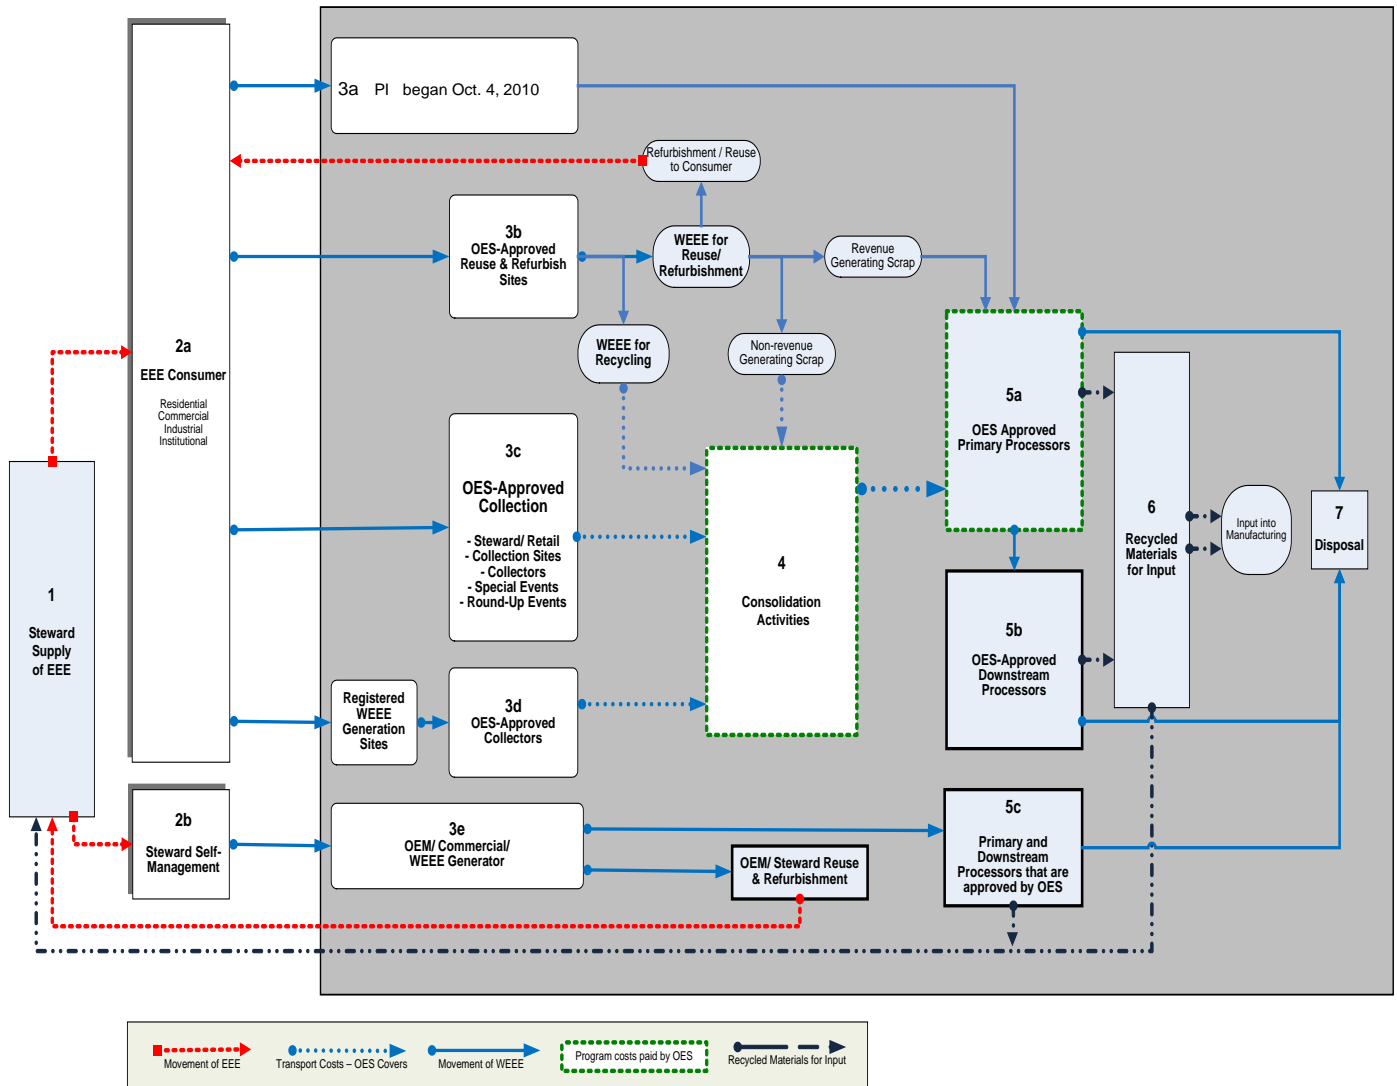 3a PI began Oct. 4, 2010
Refurbishment / Reuse
to Consumer
3b
OES-Approved
Reuse & Refurbish
Sites
WEEE for
Reuse/
Refurbishment
Revenue
Generating Scrap
WEEE for
Recycling
Non-revenue
Generating Scrap
2a
EEE Consumer
Residential
Commercial
Industrial
Institutional
3c
OES-Approved
Collection
- Steward/ Retail
- Collection Sites
- Collectors
- Special Events
- Round-Up Events
4
Consolidation
Activities
5a
OES Approved
Primary Processors
6
Recycled
Materials
for Input
Input into
Manufacturing
7
Disposal
1
Steward
Supply
of EEE
5b
OES-Approved
Downstream
Processors
Registered
WEEE
Generation
Sites
3d
OES-Approved
Collectors
2b
Steward Self-
Management
3e
OEM/ Commercial/
WEEE Generator
OEM/ Steward Reuse
& Refurbishment
5c
Primary and
Downstream
Processors that are
approved by OES
Movement of EEE
Transport Costs – OES Covers
Movement of WEEE
Program costs paid by OES
Recycled Materials for Input